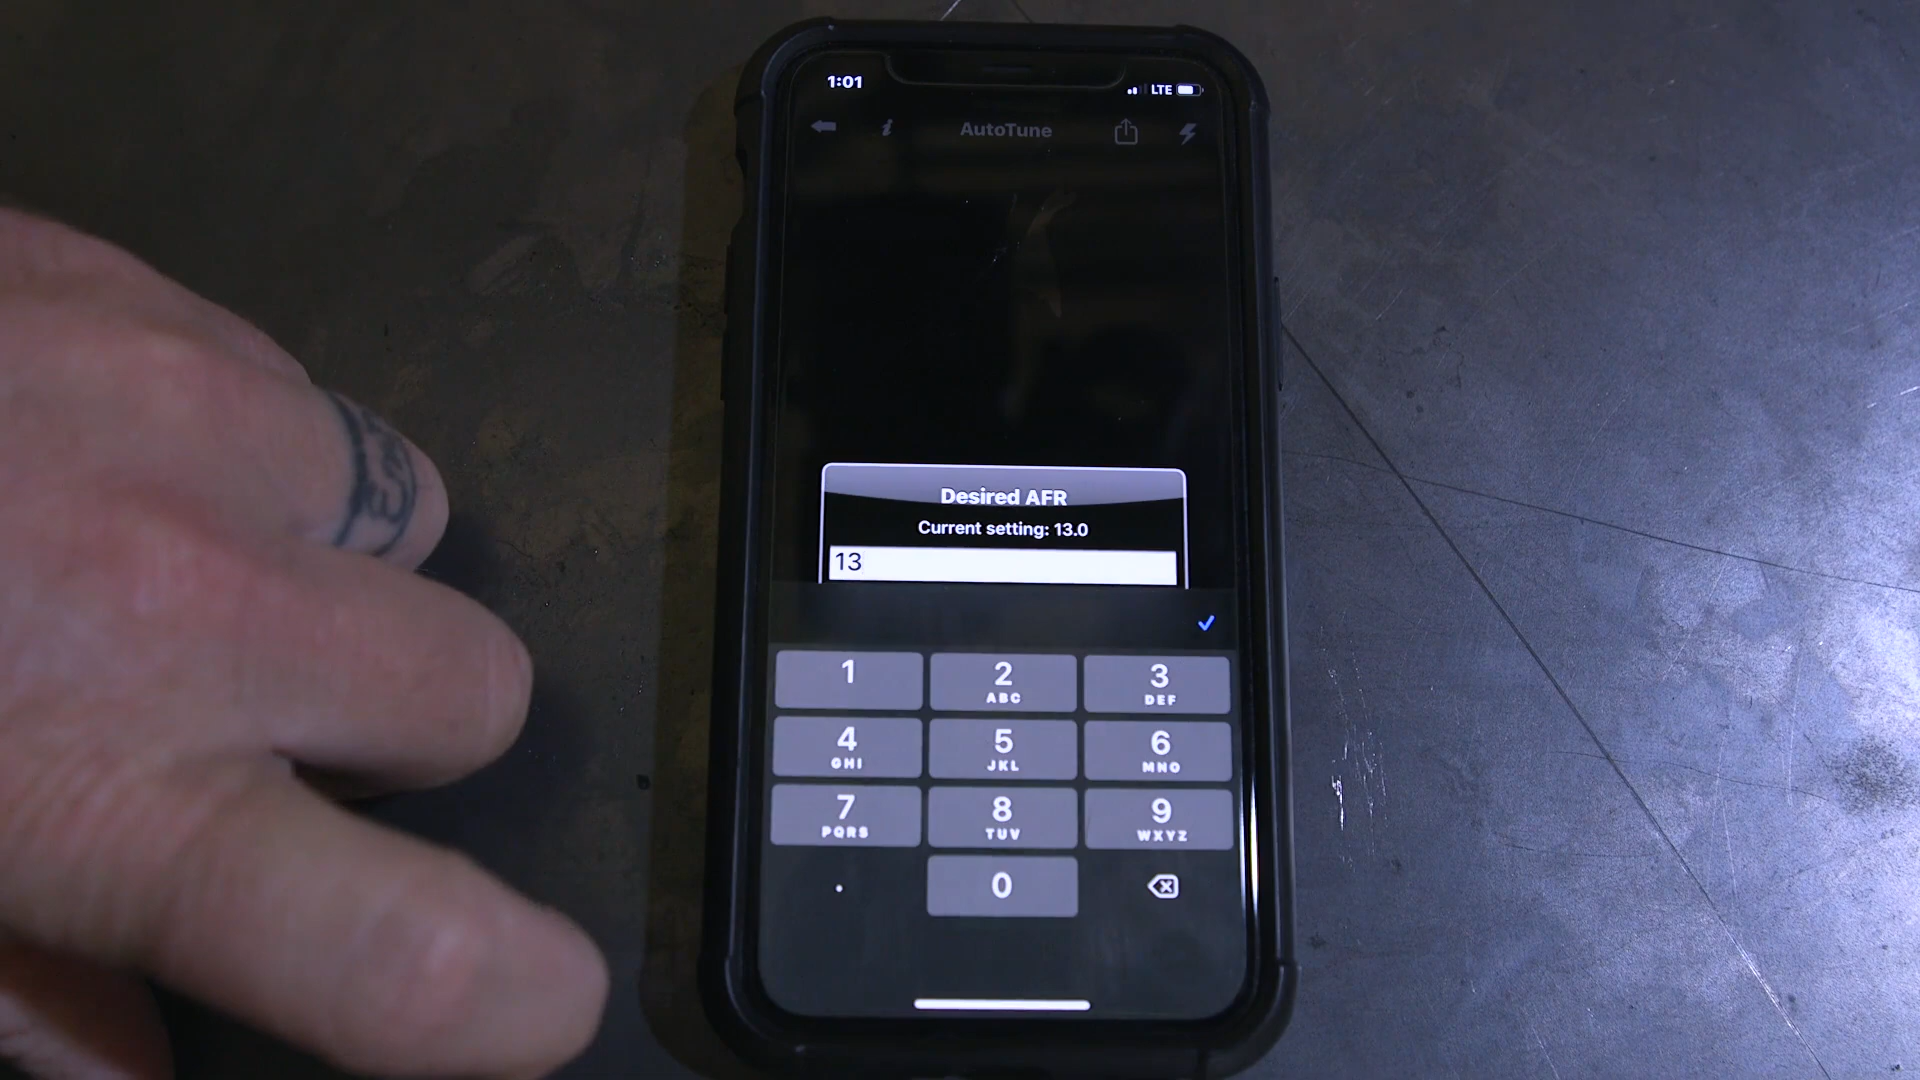 1:01
LTE
i AutoTune
Desired AFR
Current setting: 13.0
13
1
2 ABC
3 DEF
4 GHI
5 JKL
6 MNO
7 PQRS
8 TUV
9 WXYZ
.
0